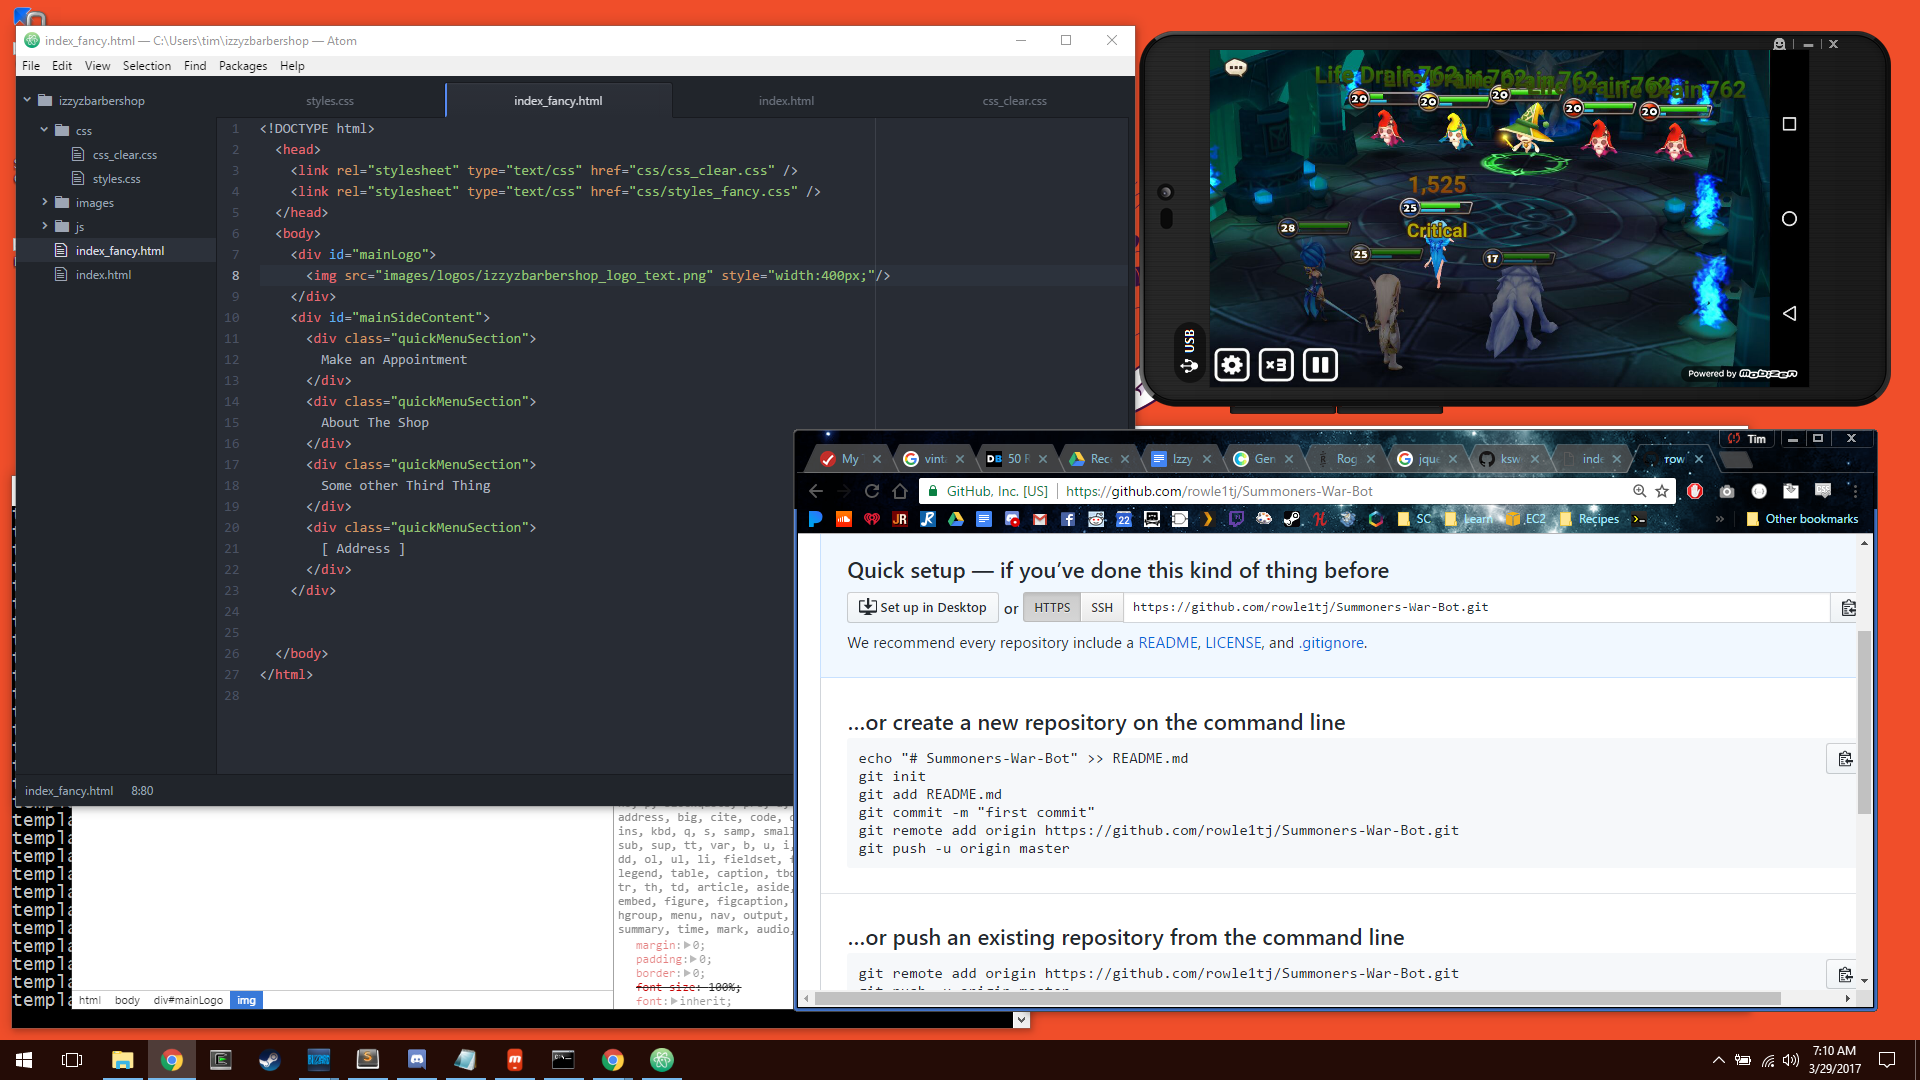 index_fancy.html — C:\Users\tim\izzyzbarbershop — Atom
File Edit View Selection Find Packages Help
izzyzbarbershop
css
css_clear.css
styles.css
images
js
index_fancy.html
index.html
styles.css
index_fancy.html
index.html
css_clear.css
1 <!DOCTYPE html>
2 <head>
3 <link rel="stylesheet" type="text/css" href="css/css_clear.css" />
4 <link rel="stylesheet" type="text/css" href="css/styles_fancy.css" />
5 </head>
6 <body>
7 <div id="mainLogo">
8 <img src="images/logos/izzyzbarbershop_logo_text.png" style="width:400px;"/>
9 </div>
10 <div id="mainSideContent">
11 <div class="quickMenuSection">
12 Make an Appointment
13 </div>
14 <div class="quickMenuSection">
15 About The Shop
16 </div>
17 <div class="quickMenuSection">
18 Some other Third Thing
19 </div>
20 <div class="quickMenuSection">
21 [ Address ]
22 </div>
23 </div>
24
25
26 </body>
27 </html>
28
index_fancy.html 8:80
templa
templa
templa
templa
templa
templa
templa
templa
templa
templa
templa
address, big, cite, code,
ins, kbd, q, s, samp, small
sub, sup, tt, var, b, u, i,
dd, ol, ul, li, fieldset,
legend, table, caption, tbo
tr, th, td, article, aside,
embed, figure, figcaption,
hgroup, menu, nav, output,
summary, time, mark, audio,
margin: 0;
padding: 0;
border: 0;
font-size: 100%;
font: inherit;
html body div#mainLogo img
Life Drain 762
Drain 762
Life Drain 762
20 20 20 20 20
1,525
25
28
Critical
25
17
USB
x3
Powered by Mobizen
Tim
My vint 50 F Rece Izzy Gen Rog jque ksw inde row
GitHub, Inc. [US] https://github.com/rowle1tj/Summoners-War-Bot
JR 22 SC Learn EC2 Recipes » Other bookmarks
Quick setup — if you’ve done this kind of thing before
Set up in Desktop or HTTPS SSH https://github.com/rowle1tj/Summoners-War-Bot.git
We recommend every repository include a README, LICENSE, and .gitignore.
…or create a new repository on the command line
echo "# Summoners-War-Bot" >> README.md
git init
git add README.md
git commit -m "first commit"
git remote add origin https://github.com/rowle1tj/Summoners-War-Bot.git
git push -u origin master
…or push an existing repository from the command line
git remote add origin https://github.com/rowle1tj/Summoners-War-Bot.git
7:10 AM
3/29/2017